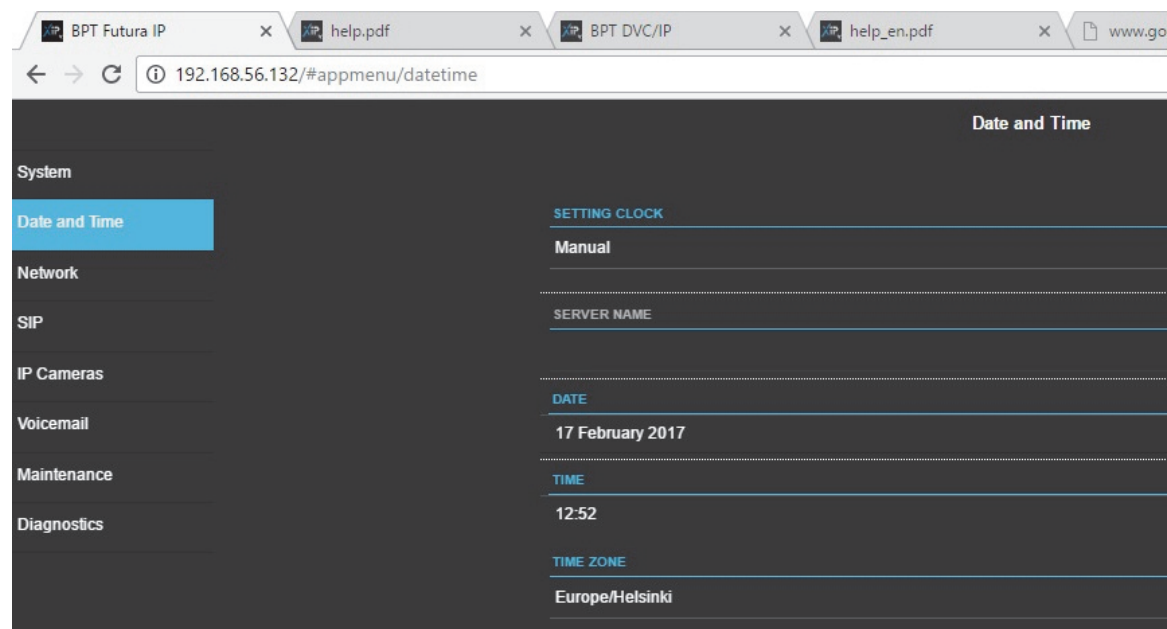 BPT Futura IP
help.pdf
BPT DVC/IP
help_en.pdf
www.go
192.168.56.132/#appmenu/datetime
Date and Time
System
Date and Time
Network
SIP
IP Cameras
Voicemail
Maintenance
Diagnostics
SETTING CLOCK
Manual
SERVER NAME
DATE
17 February 2017
TIME
12:52
TIME ZONE
Europe/Helsinki